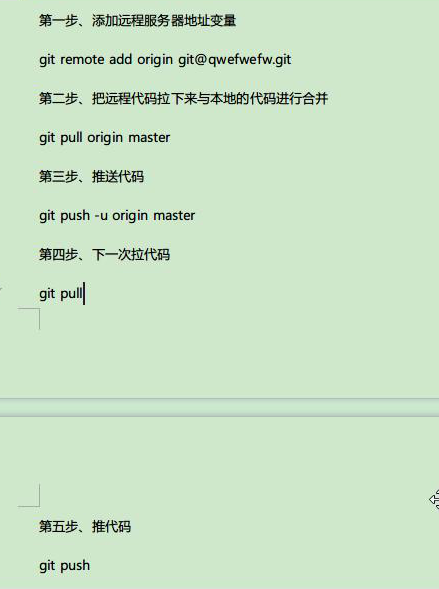 第一步、添加远程服务器地址变量
git remote add origin git@qwefwefw.git
第二步、把远程代码拉下来与本地的代码进行合并
git pull origin master
第三步、推送代码
git push -u origin master
第四步、下一次拉代码
git pull
第五步、推代码
git push